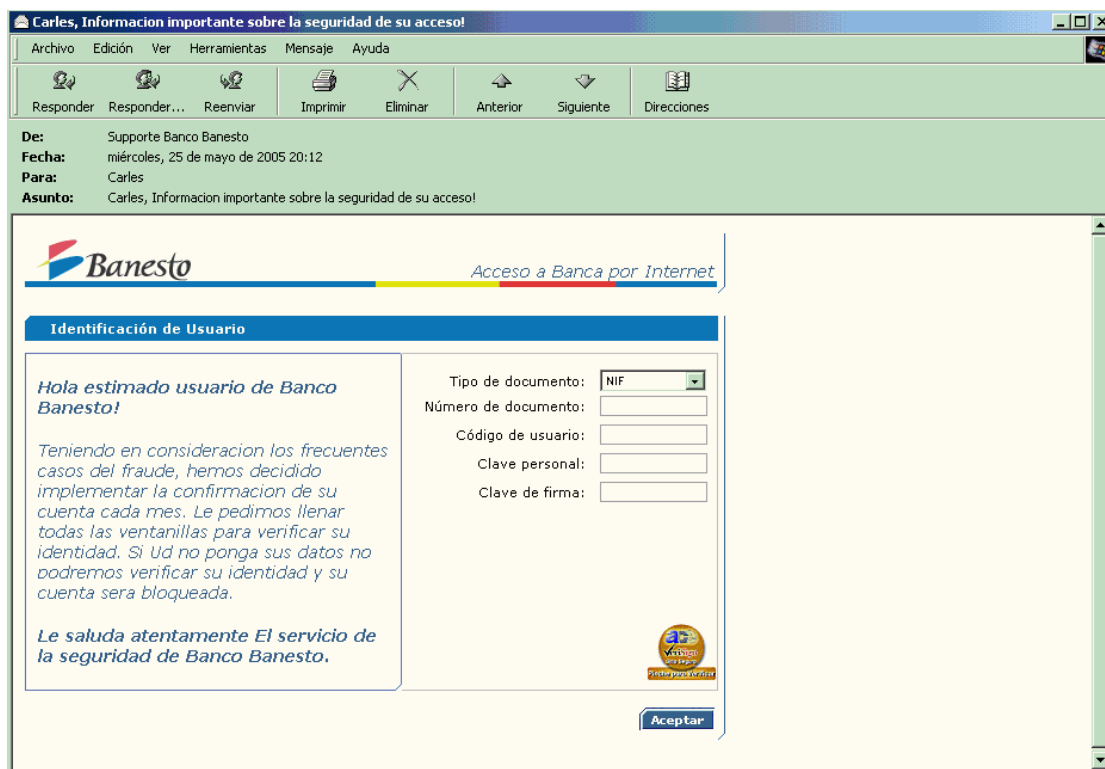 Carles, Informacion importante sobre la seguridad de su acceso!
Archivo Edición Ver Herramientas Mensaje Ayuda
Responder Responder... Reenviar Imprimir Eliminar Anterior Siguiente Direcciones
De: Supporte Banco Banesto
Fecha: miércoles, 25 de mayo de 2005 20:12
Para: Carles
Asunto: Carles, Informacion importante sobre la seguridad de su acceso!
Banesto
Acceso a Banca por Internet
Identificación de Usuario
Hola estimado usuario de Banco
Banesto!
Teniendo en consideracion los frecuentes
casos del fraude, hemos decidido
implementar la confirmacion de su
cuenta cada mes. Le pedimos llenar
todas las ventanillas para verificar su
identidad. Si Ud no ponga sus datos no
podremos verificar su identidad y su
cuenta sera bloqueada.
Le saluda atentamente El servicio de
la seguridad de Banco Banesto.
Tipo de documento: NIF
Número de documento:
Código de usuario:
Clave personal:
Clave de firma:
VeriSign
Aceptar